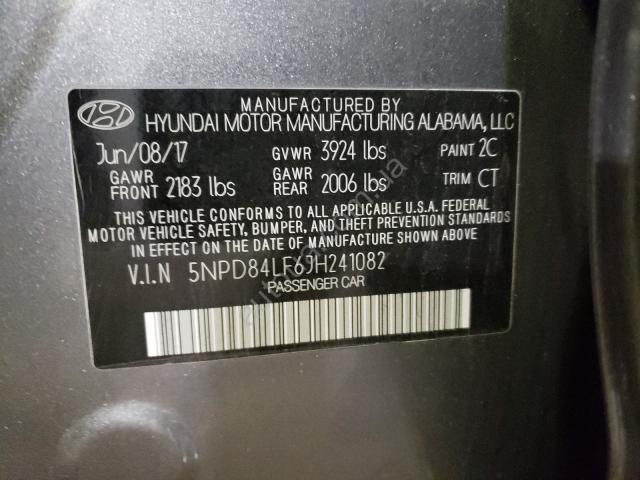 MANUFACTURED BY
HYUNDAI MOTOR MANUFACTURING ALABAMA, LLC
Jun/08/17 GVWR 3924 lbs PAINT 2C
GAWR FRONT 2183 lbs GAWR REAR 2006 lbs TRIM CT
THIS VEHICLE CONFORMS TO ALL APPLICABLE U.S.A. FEDERAL
MOTOR VEHICLE SAFETY, BUMPER, AND THEFT PREVENTION STANDARDS
IN EFFECT ON THE DATE OF MANUFACTURE SHOWN ABOVE.
V.I.N
PASSENGER CAR